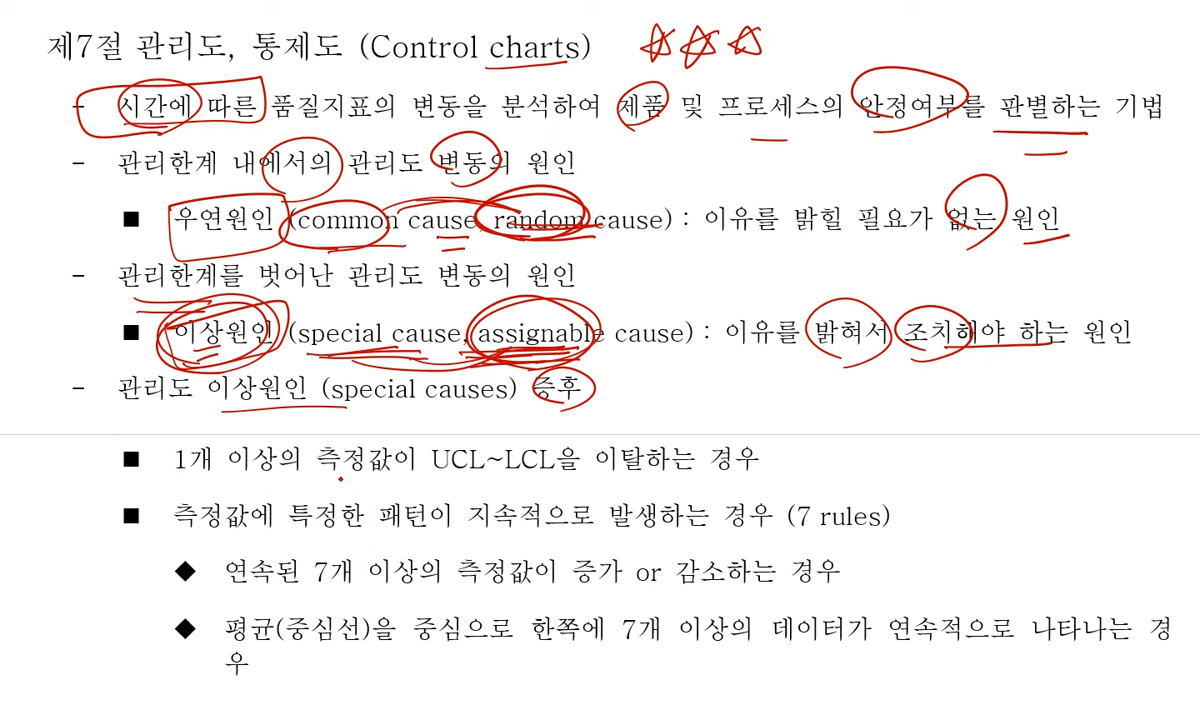 제7절 관리도, 통제도 (Control charts)
- 시간에 따른 품질지표의 변동을 분석하여 제품 및 프로세스의 안정여부를 판별하는 기법
- 관리한계 내에서의 관리도 변동의 원인
■ 우연원인 (common cause, random cause) : 이유를 밝힐 필요가 없는 원인
- 관리한계를 벗어난 관리도 변동의 원인
■ 이상원인 (special cause, assignable cause) : 이유를 밝혀서 조치해야 하는 원인
- 관리도 이상원인 (special causes) 증후
■ 1개 이상의 측정값이 UCL~LCL을 이탈하는 경우
■ 측정값에 특정한 패턴이 지속적으로 발생하는 경우 (7 rules)
◆ 연속된 7개 이상의 측정값이 증가 or 감소하는 경우
◆ 평균(중심선)을 중심으로 한쪽에 7개 이상의 데이터가 연속적으로 나타나는 경
우